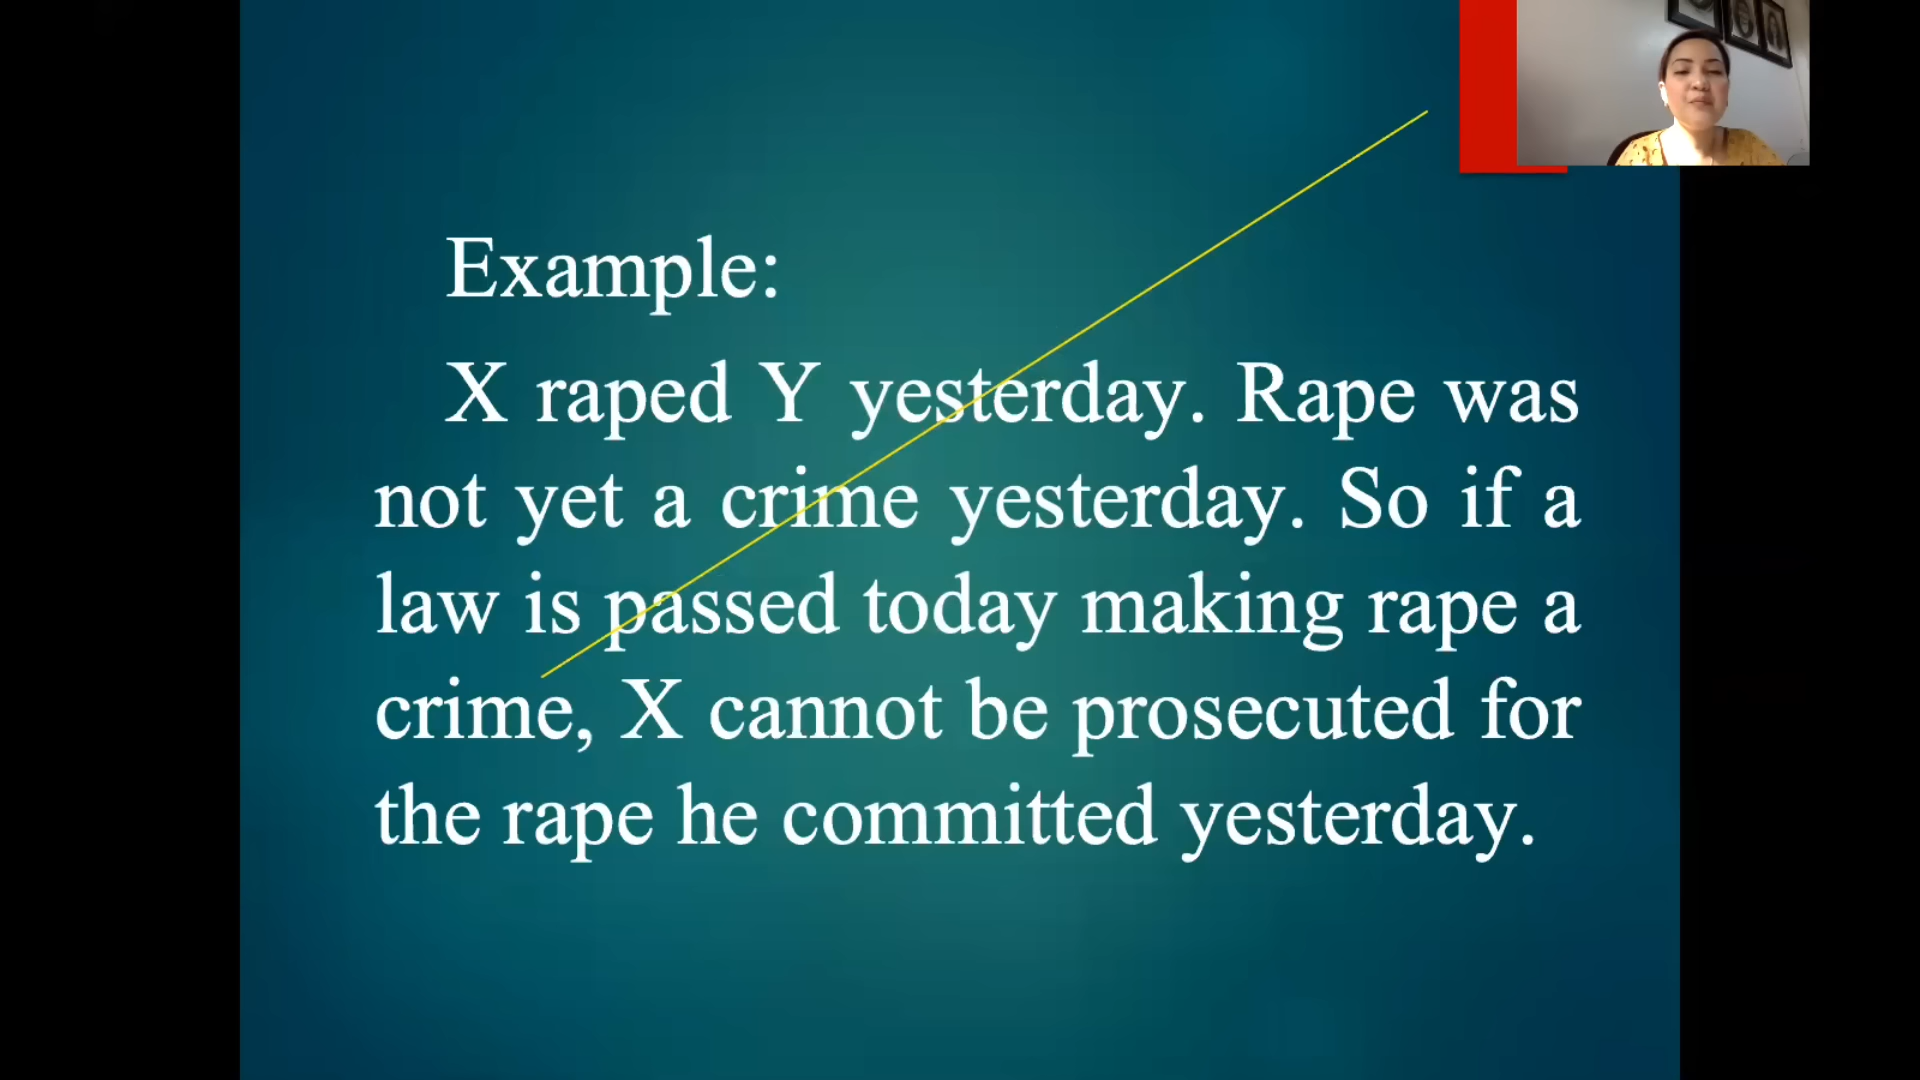 Example:
X raped Y yesterday. Rape was
not yet a crime yesterday. So if a
law is passed today making rape a
crime, X cannot be prosecuted for
the rape he committed yesterday.